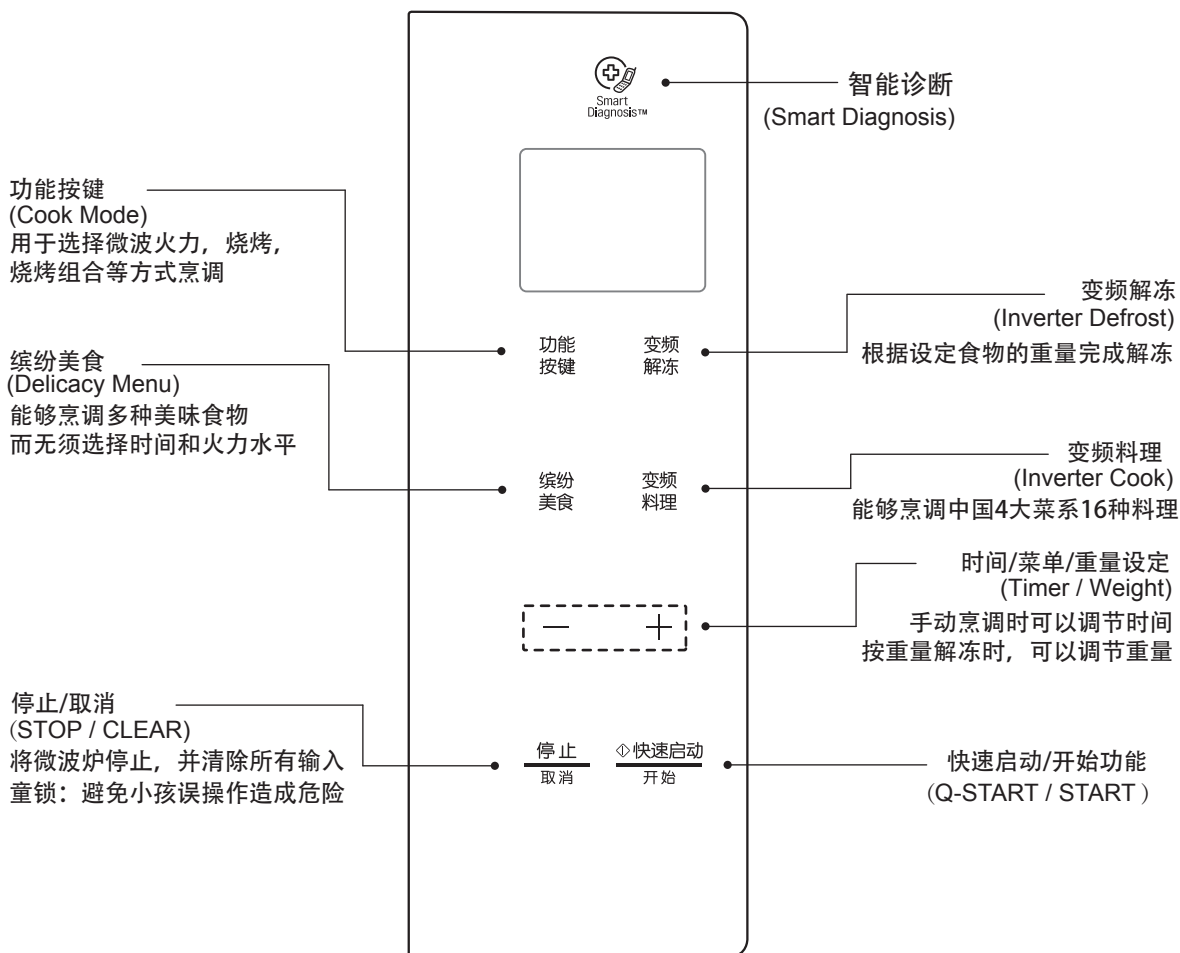 Smart
Diagnosis™
智能诊断
(Smart Diagnosis)
功能按键
(Cook Mode)
用于选择微波火力，烧烤，
烧烤组合等方式烹调
缤纷美食
(Delicacy Menu)
能够烹调多种美味食物
而无须选择时间和火力水平
停止/取消
(STOP / CLEAR)
将微波炉停止，并清除所有输入
童锁：避免小孩误操作造成危险
功能
按键
变频
解冻
缤纷
美食
变频
料理
— +
停止
取消
快速启动
开始
变频解冻
(Inverter Defrost)
根据设定食物的重量完成解冻
变频料理
(Inverter Cook)
能够烹调中国4大菜系16种料理
时间/菜单/重量设定
(Timer / Weight)
手动烹调时可以调节时间
按重量解冻时，可以调节重量
快速启动/开始功能
(Q-START / START)